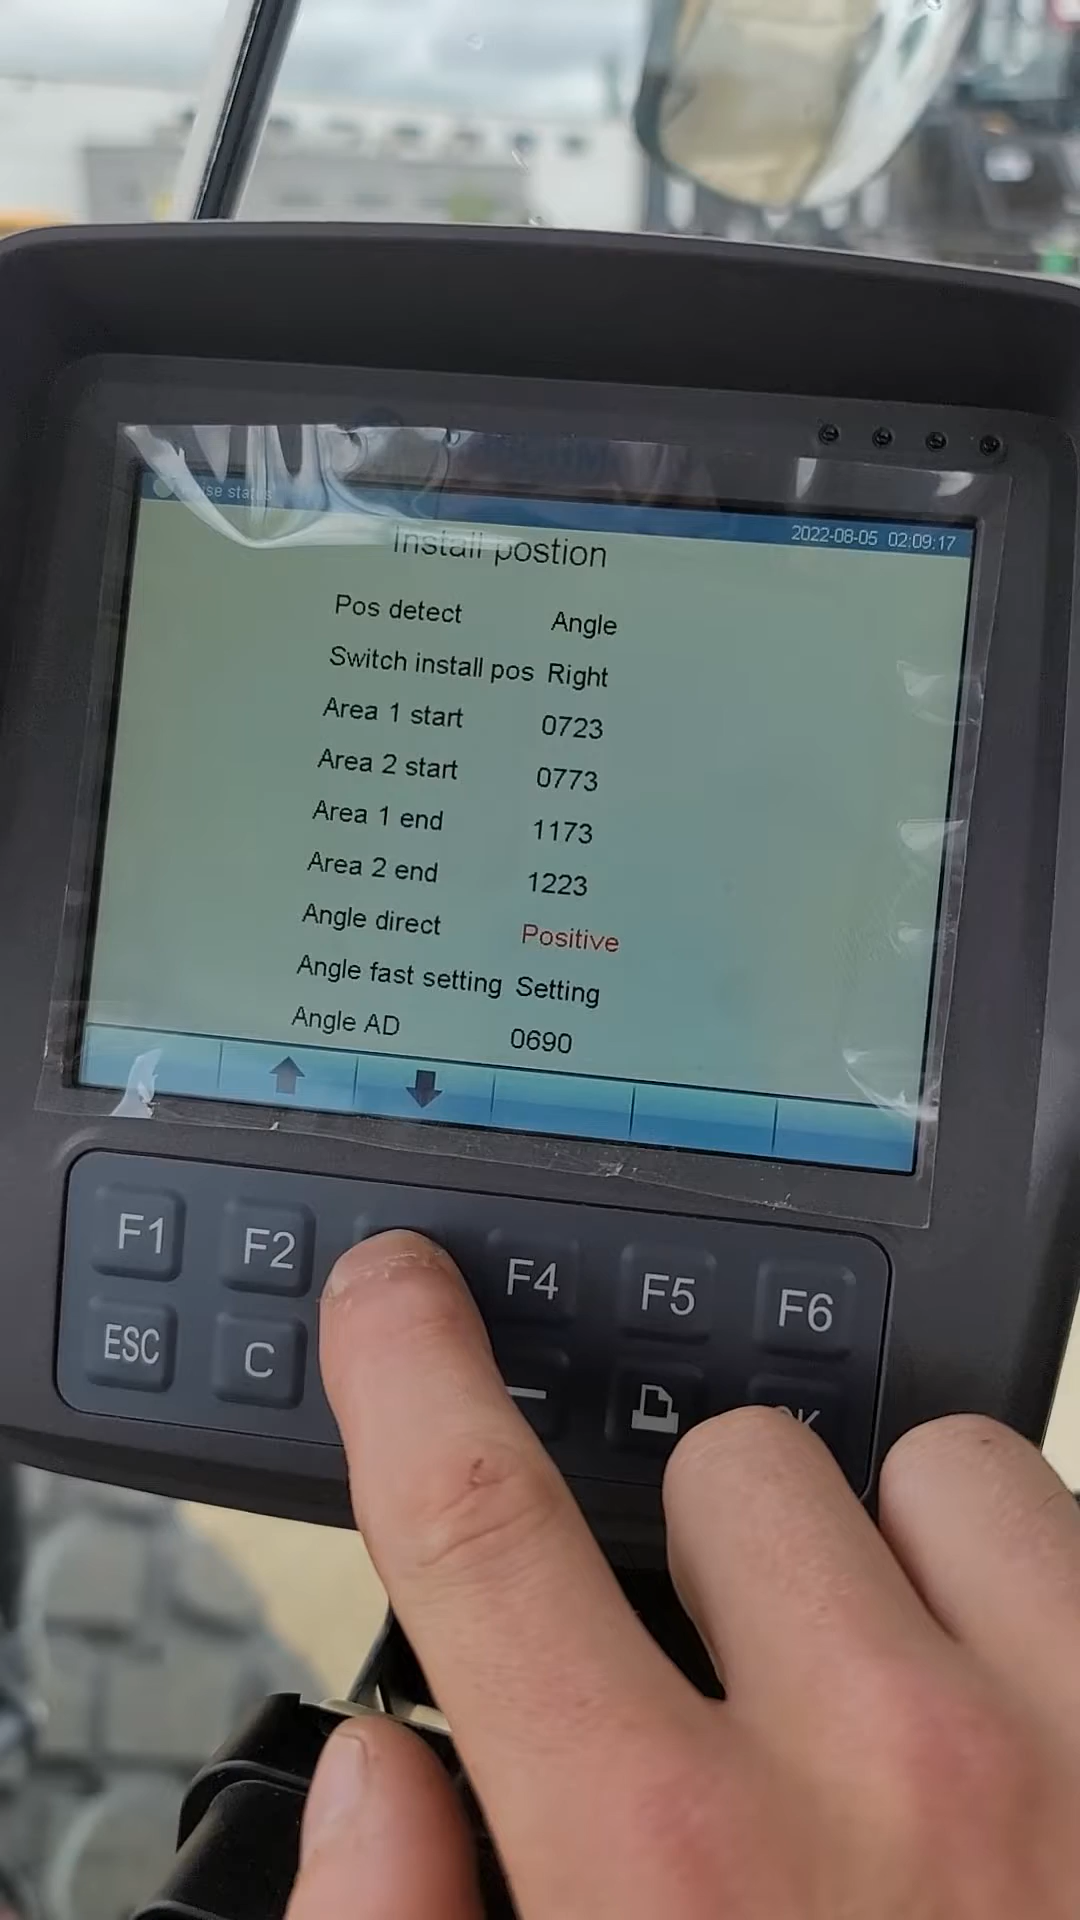 2022-08-05 02:09:17
Install postion
Pos detect Angle
Switch install pos Right
Area 1 start 0723
Area 2 start 0773
Area 1 end 1173
Area 2 end 1223
Angle direct Positive
Angle fast setting Setting
Angle AD 0690
F1 F2 F4 F5 F6
ESC C